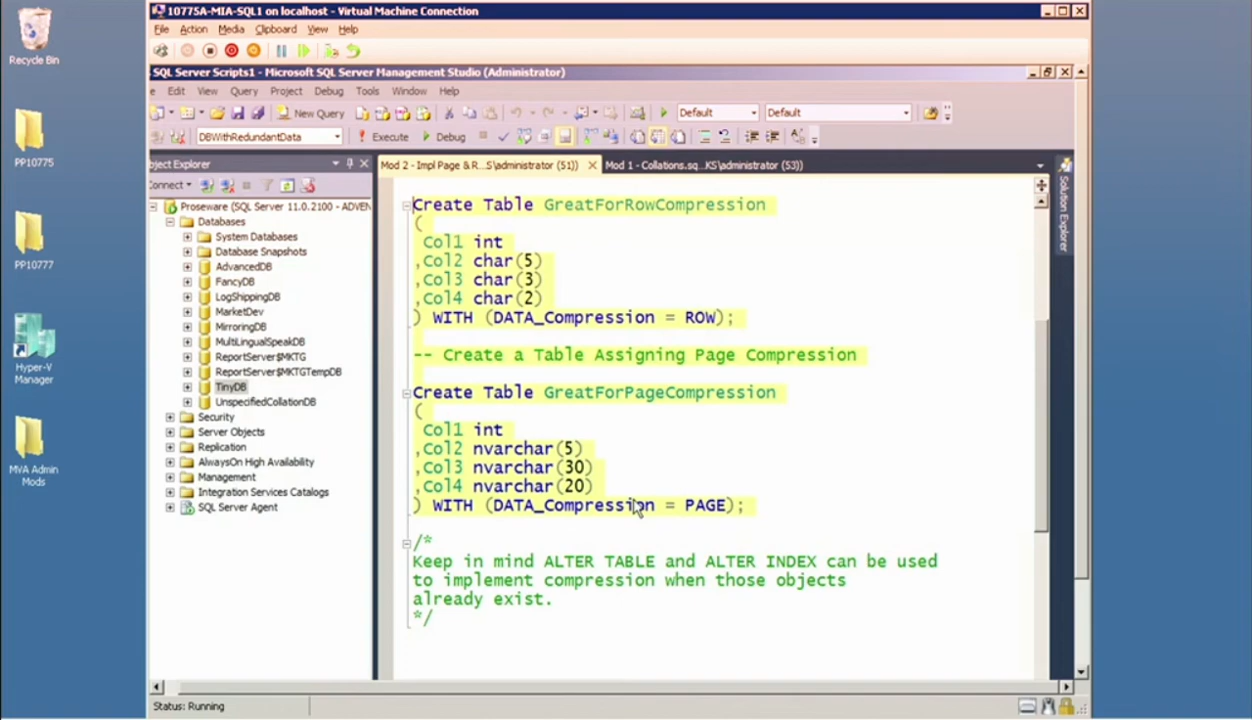 10775A-MIA-SQL1 on localhost - Virtual Machine Connection
File Action Media Clipboard View Help
SQL Server Scripts1 - Microsoft SQL Server Management Studio (Administrator)
e Edit View Query Project Debug Tools Window Help
New Query Default Default
DBWithRedundantData Execute Debug
bject Explorer
Connect
Proseware (SQL Server 11.0.2100 - ADVEN
Databases
System Databases
Database Snapshots
AdvancedDB
FancyDB
LogShippingDB
MarketDev
MirroringDB
MultiLingualSpeakDB
ReportServer$MKTG
ReportServer$MKTGTempDB
TinyDB
UnspecifiedCollationDB
Security
Server Objects
Replication
AlwaysOn High Availability
Management
Integration Services Catalogs
SQL Server Agent
Mod 2 - Impl Page & R...S\administrator (51)) Mod 1 - Collations.sq...KS\administrator (53))
Create Table GreatForRowCompression
(
Col1 int
,Col2 char(5)
,Col3 char(3)
,Col4 char(2)
) WITH (DATA_Compression = ROW);
-- Create a Table Assigning Page Compression
Create Table GreatForPageCompression
(
Col1 int
,Col2 nvarchar(5)
,Col3 nvarchar(30)
,Col4 nvarchar(20)
) WITH (DATA_Compression = PAGE);
/*
Keep in mind ALTER TABLE and ALTER INDEX can be used
to implement compression when those objects
already exist.
*/
Solution Explorer
Status: Running
Recycle Bin
PP10775
PP10777
Hyper-V
Manager
MVA Admin
Mods